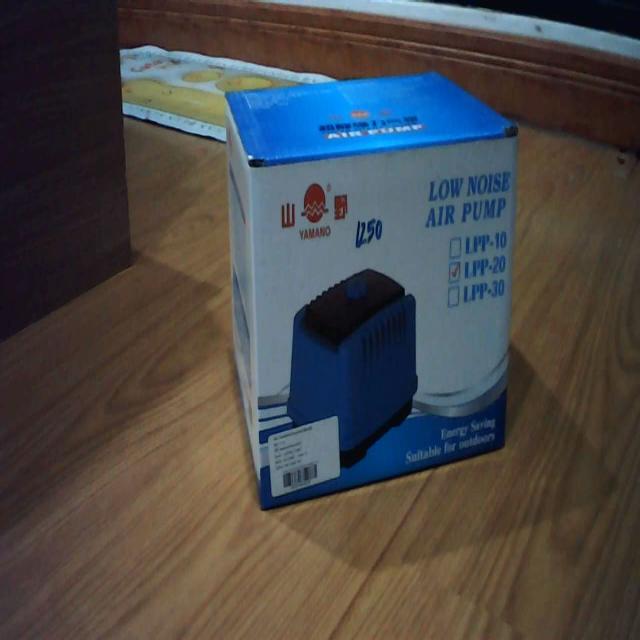 AIR PUMP
山 野
YAMANO
1250
LOW NOISE
AIR PUMP
LPP-10
LPP-20
LPP-30
Energy Saving
Suitable for outdoors